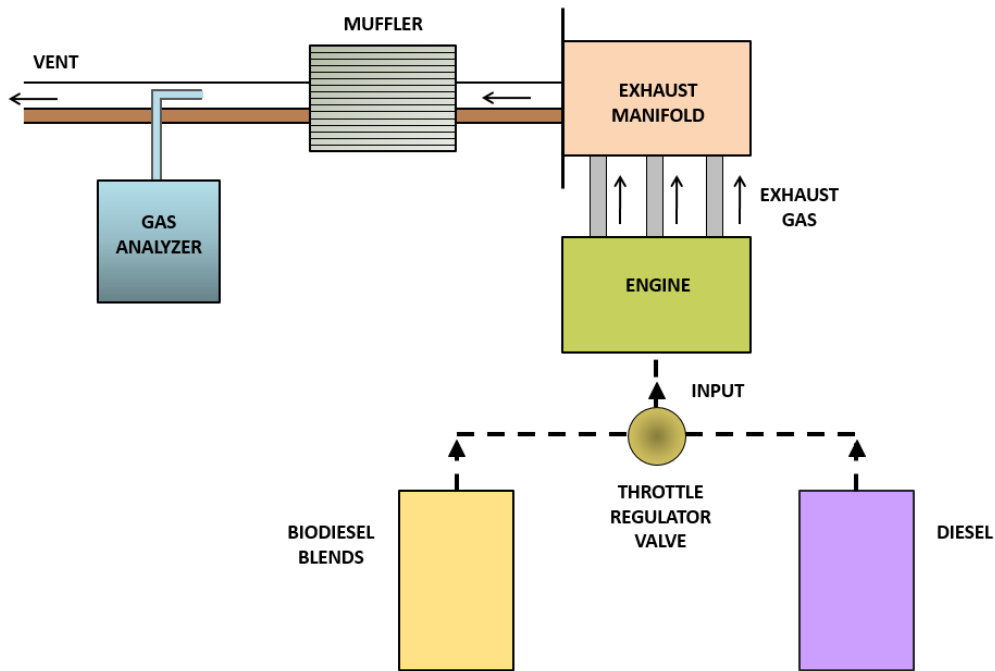 MUFFLER
VENT
EXHAUST
MANIFOLD
EXHAUST
GAS
GAS
ANALYZER
ENGINE
INPUT
THROTTLE
REGULATOR
VALVE
BIODIESEL
BLENDS
DIESEL